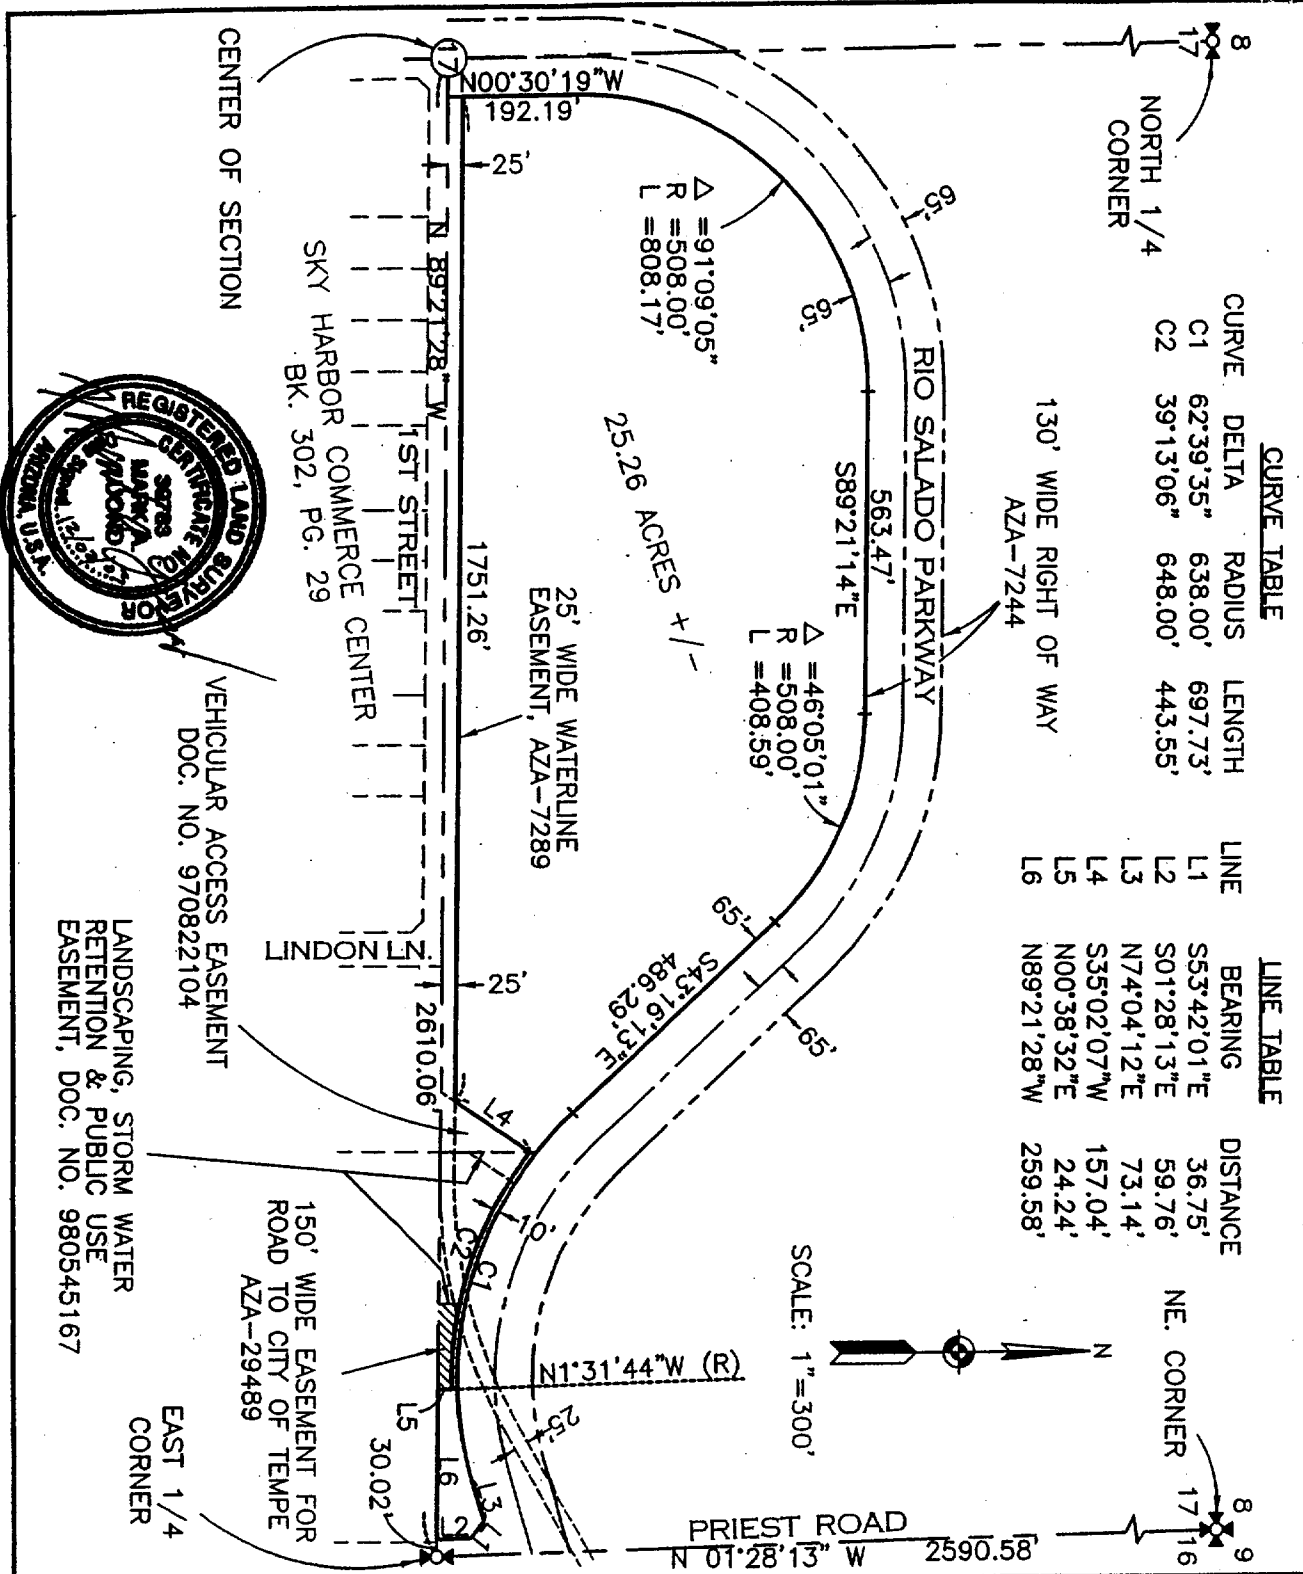 CURVE TABLE
CURVE DELTA RADIUS LENGTH
C1 62°39'35" 638.00' 697.73'
C2 39°13'06" 648.00' 443.55'
LINE TABLE
LINE BEARING DISTANCE
L1 S53°42'01"E 36.75'
L2 S01°28'13"E 59.76'
L3 N74°04'12"E 73.14'
L4 S35°02'07"W 157.04'
L5 N00°38'32"E 24.24'
L6 N89°21'28"W 259.58'
8
17
NORTH 1/4
CORNER
NE. CORNER
8
9
17
16
130' WIDE RIGHT OF WAY
AZA-7244
SCALE: 1"=300'
N
RIO SALADO PARKWAY
65'
65'
563.47'
S89°21'14"E
△ =91°09'05"
R =508.00'
L =808.17'
△ =46°05'01"
R =508.00'
L =408.59'
65'
65'
S43°16'13"E
486.29'
25.26 ACRES +/-
N00°30'19"W
192.19'
17
25'
25' WIDE WATERLINE
EASEMENT, AZA-7289
1751.26'
N 89°21'28" W
25'
2610.06'
L4
10'
C2
C1
N1°31'44"W (R)
25'
L3
L5
L6
L2
30.02'
PRIEST ROAD
N 01°28'13" W 2590.58'
1ST STREET
LINDON LN.
SKY HARBOR COMMERCE CENTER
BK. 302, PG. 29
CENTER OF SECTION
VEHICULAR ACCESS EASEMENT
DOC. NO. 970822104
LANDSCAPING, STORM WATER
RETENTION & PUBLIC USE
EASEMENT, DOC. NO. 980545167
150' WIDE EASEMENT FOR
ROAD TO CITY OF TEMPE
AZA-29489
EAST 1/4
CORNER
REGISTERED LAND SURVEYOR
CERTIFICATE NO.
MARK A.
Signed
ARIZONA, U.S.A.